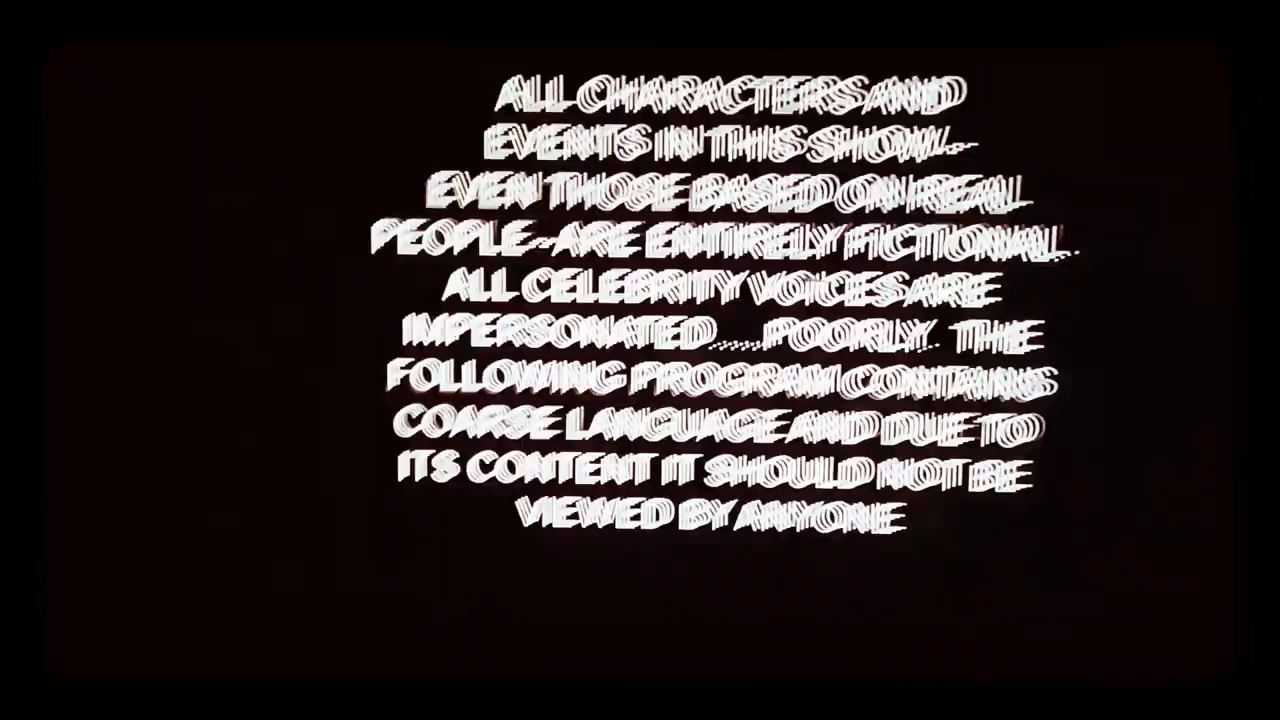 ALL CHARACTERS AND
EVENTS IN THIS SHOW--
EVEN THOSE BASED ON REAL
PEOPLE--ARE ENTIRELY FICTIONAL.
ALL CELEBRITY VOICES ARE
IMPERSONATED.....POORLY. THE
FOLLOWING PROGRAM CONTAINS
COARSE LANGUAGE AND DUE TO
ITS CONTENT IT SHOULD NOT BE
VIEWED BY ANYONE